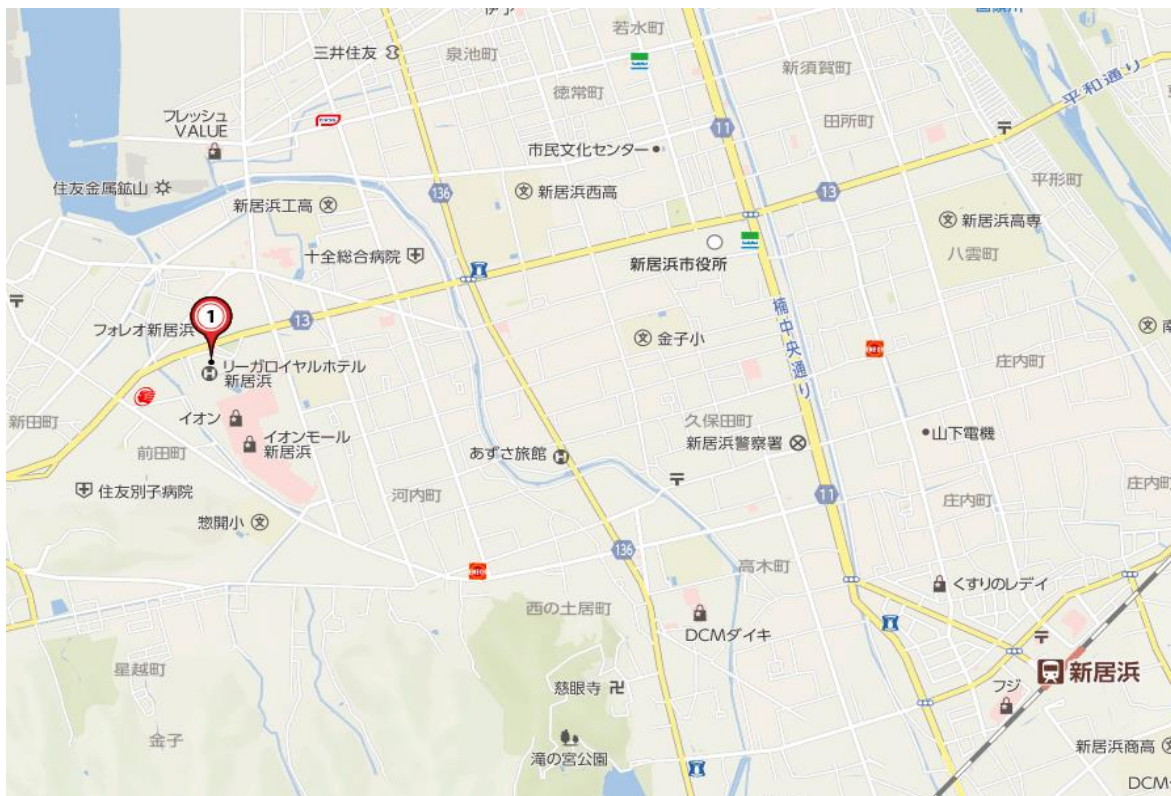 若水町
三井住友
泉池町
新須賀町
平和通り
徳常町
フレッシュ
VALUE
田所町
11
市民文化センター
平形町
住友金属鉱山
136
新居浜西高
13
新居浜工高
新居浜高専
十全総合病院
新居浜市役所
八雲町
1
13
楠中央通り
フォレオ新居浜
金子小
庄内町
リーガロイヤルホテル
新居浜
新田町
イオン
久保田町
イオンモール
新居浜
新居浜警察署
山下電機
前田町
あずさ旅館
住友別子病院
河内町
11
庄内町
庄内町
惣開小
136
高木町
くすりのレディ
西の土居町
DCMダイキ
星越町
新居浜
慈眼寺
フジ
金子
滝の宮公園
新居浜商高
DCM